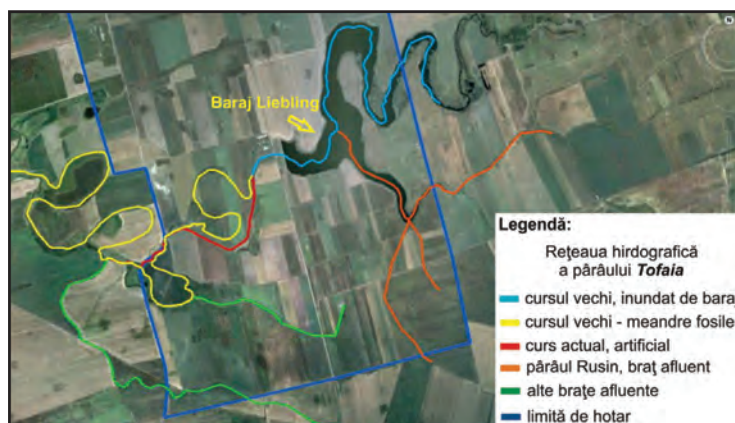 Baraj Liebling
Legendă:
Reţeaua hirdografică
a pârâului Tofaia
cursul vechi, inundat de baraj
cursul vechi - meandre fosile
curs actual, artificial
pârâul Rusin, braţ afluent
alte braţe afluente
limită de hotar